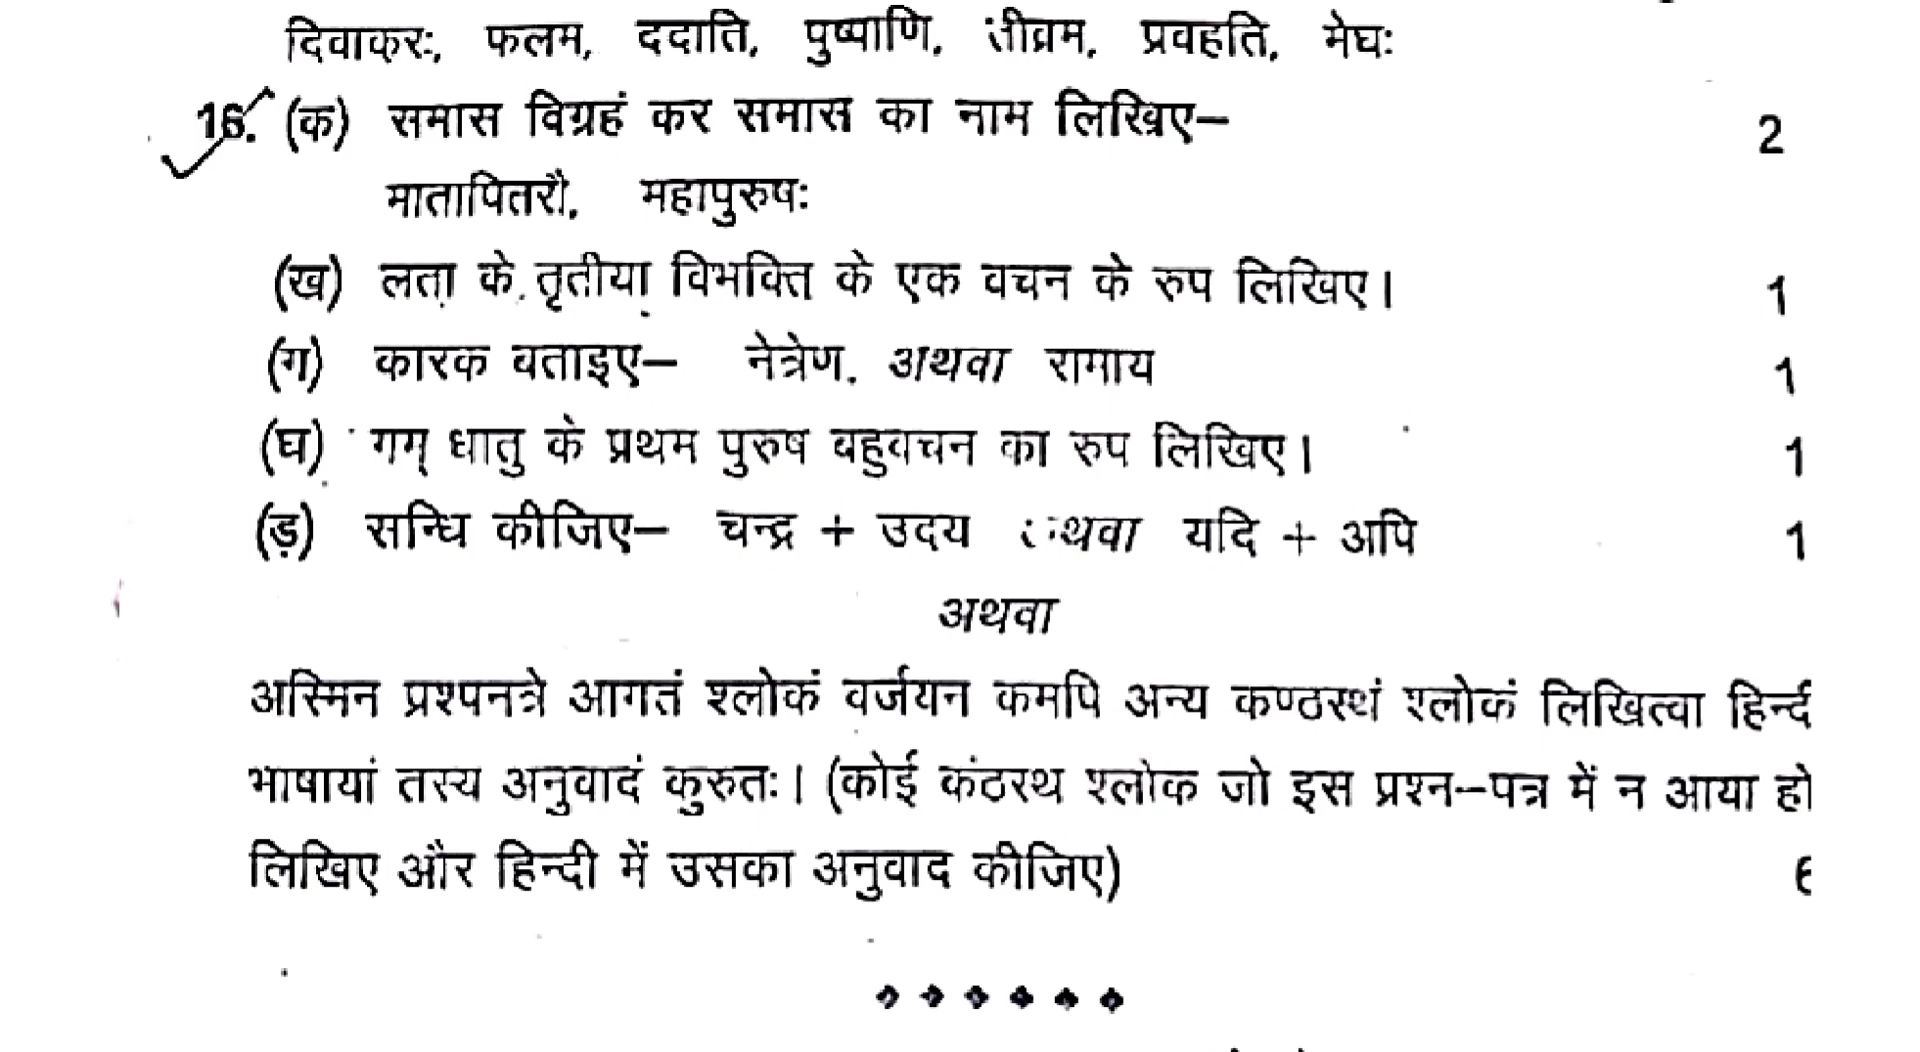 दिवाकरः, फलम, ददाति, पुष्पाणि, तीव्रम, प्रवहति, मेघः
16. (क) समास विग्रहं कर समास का नाम लिखिए– 2
मातापितरौ, महापुरुषः
(ख) लता के तृतीया विभक्ति के एक वचन के रुप लिखिए। 1
(ग) कारक बताइए– नेत्रेण, अथवा रामाय 1
(घ) गम् धातु के प्रथम पुरुष बहुवचन का रुप लिखिए। 1
(ड़) सन्धि कीजिए– चन्द्र + उदय अथवा यदि + अपि 1
अथवा
अस्मिन प्रश्पनत्रे आगतं श्लोकं वर्जयन कमपि अन्य कण्ठस्थं श्लोकं लिखित्वा हिन्दी
भाषायां तस्य अनुवादं कुरुतः। (कोई कंठस्थ श्लोक जो इस प्रश्न–पत्र में न आया हो
लिखिए और हिन्दी में उसका अनुवाद कीजिए) 6